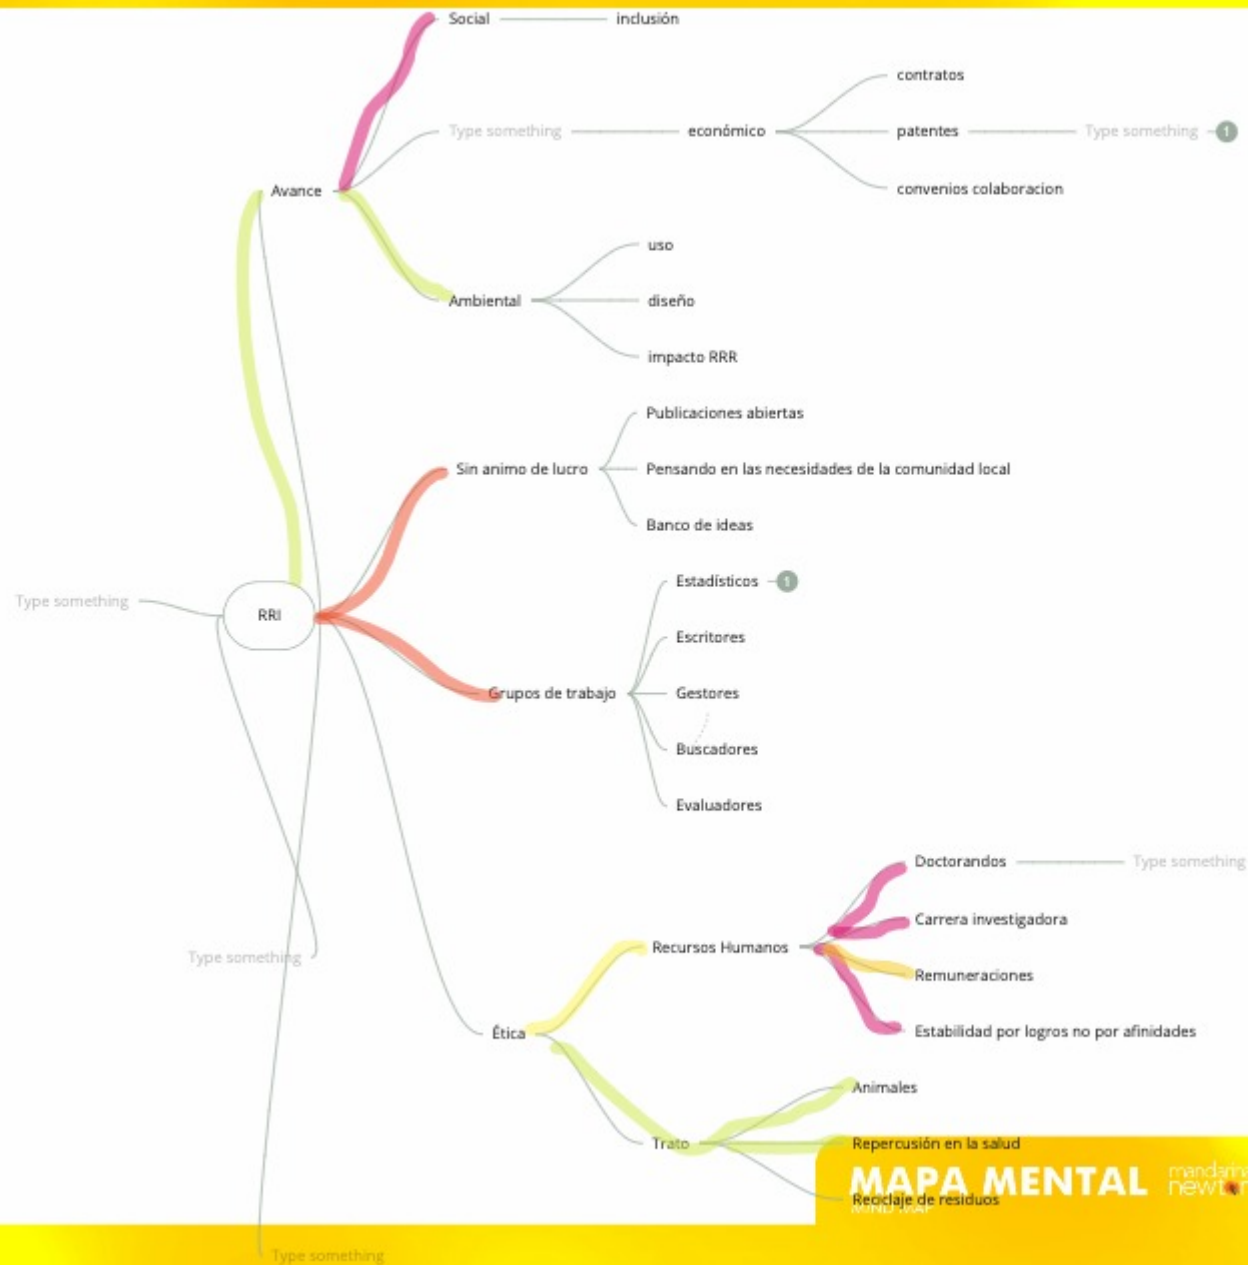 Social
inclusión
contratos
Type something
económico
patentes
Type something
1
convenios colaboracion
Avance
uso
Ambiental
diseño
impacto RRR
Publicaciones abiertas
Sin animo de lucro
Pensando en las necesidades de la comunidad local
Banco de ideas
Estadísticos
1
Type something
RRI
Escritores
Grupos de trabajo
Gestores
Buscadores
Evaluadores
Doctorandos
Type something
Carrera investigadora
Recursos Humanos
Type something
Remuneraciones
Ética
Estabilidad por logros no por afinidades
Animales
Trato
Repercusión en la salud
MAPA MENTAL
mandarina
newton
Reciclaje de residuos
MIND MAP
Type something